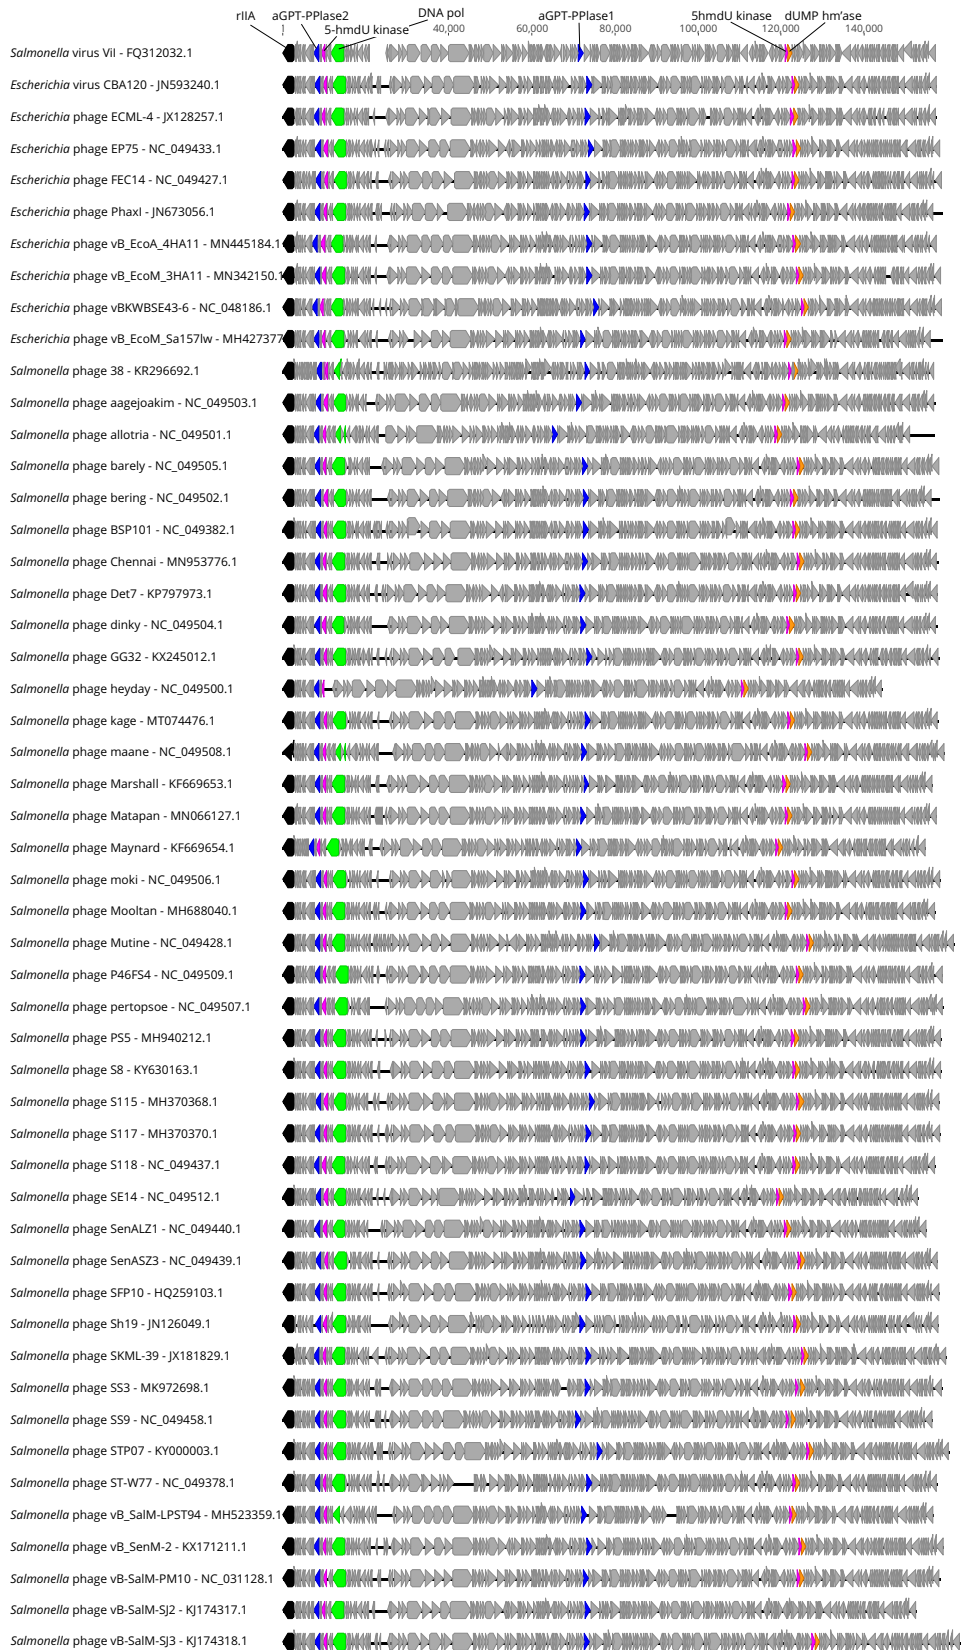 rIIA aGPT-PPIase2 DNA pol aGPT-PPIase1 5hmdU kinase dUMP hm'ase
5-hmdU kinase
1 40,000 60,000 80,000 100,000 120,000 140,000
Salmonella virus ViI - FQ312032.1
Escherichia virus CBA120 - JN593240.1
Escherichia phage ECML-4 - JX128257.1
Escherichia phage EP75 - NC_049433.1
Escherichia phage FEC14 - NC_049427.1
Escherichia phage PhaxI - JN673056.1
Escherichia phage vB_EcoA_4HA11 - MN445184.1
Escherichia phage vB_EcoM_3HA11 - MN342150.1
Escherichia phage vBKWBSE43-6 - NC_048186.1
Escherichia phage vB_EcoM_Sa157lw - MH427377
Salmonella phage 38 - KR296692.1
Salmonella phage aagejoakim - NC_049503.1
Salmonella phage allotria - NC_049501.1
Salmonella phage barely - NC_049505.1
Salmonella phage bering - NC_049502.1
Salmonella phage BSP101 - NC_049382.1
Salmonella phage Chennai - MN953776.1
Salmonella phage Det7 - KP797973.1
Salmonella phage dinky - NC_049504.1
Salmonella phage GG32 - KX245012.1
Salmonella phage heyday - NC_049500.1
Salmonella phage kage - MT074476.1
Salmonella phage maane - NC_049508.1
Salmonella phage Marshall - KF669653.1
Salmonella phage Matapan - MN066127.1
Salmonella phage Maynard - KF669654.1
Salmonella phage moki - NC_049506.1
Salmonella phage Mooltan - MH688040.1
Salmonella phage Mutine - NC_049428.1
Salmonella phage P46FS4 - NC_049509.1
Salmonella phage pertopsoe - NC_049507.1
Salmonella phage PS5 - MH940212.1
Salmonella phage S8 - KY630163.1
Salmonella phage S115 - MH370368.1
Salmonella phage S117 - MH370370.1
Salmonella phage S118 - NC_049437.1
Salmonella phage SE14 - NC_049512.1
Salmonella phage SenALZ1 - NC_049440.1
Salmonella phage SenASZ3 - NC_049439.1
Salmonella phage SFP10 - HQ259103.1
Salmonella phage Sh19 - JN126049.1
Salmonella phage SKML-39 - JX181829.1
Salmonella phage SS3 - MK972698.1
Salmonella phage SS9 - NC_049458.1
Salmonella phage STP07 - KY000003.1
Salmonella phage ST-W77 - NC_049378.1
Salmonella phage vB_SalM-LPST94 - MH523359.1
Salmonella phage vB_SenM-2 - KX171211.1
Salmonella phage vB-SalM-PM10 - NC_031128.1
Salmonella phage vB-SalM-SJ2 - KJ174317.1
Salmonella phage vB-SalM-SJ3 - KJ174318.1